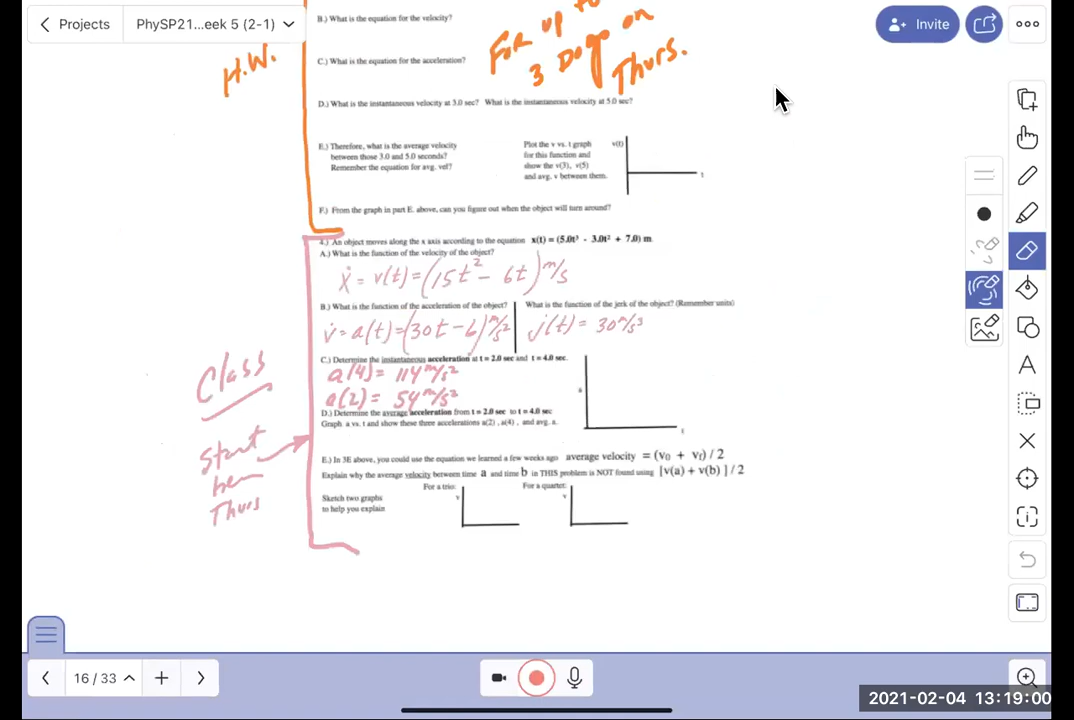 Projects
PhySP21...eek 5 (2-1)
Invite
B.) What is the equation for the velocity?
For up to
3 Dogo on
Thurs.
H.W.
C.) What is the equation for the acceleration?
D.) What is the instantaneous velocity at 3.0 sec? What is the instantaneous velocity at 5.0 sec?
E.) Therefore, what is the average velocity
between those 3.0 and 5.0 seconds?
Remember the equation for avg. vel?
Plot the v vs. t graph
for this function and
show the v(3), v(5)
and avg. v between them.
v(t)
t
F.) From the graph in part E. above, can you figure out when the object will turn around?
4.) An object moves along the x axis according to the equation x(t) = (5.0t³ - 3.0t² + 7.0) m
A.) What is the function of the velocity of the object?
ẋ = v(t) = (15t² - 6t) m/s
B.) What is the function of the acceleration of the object?
What is the function of the jerk of the object? (Remember units)
v̇ = a(t) = (30t - 6) m/s²
j(t) = 30 m/s³
C.) Determine the instantaneous acceleration at t = 2.0 sec and t = 4.0 sec.
a(4) = 114 m/s²
a(2) = 54 m/s²
D.) Determine the average acceleration from t = 2.0 sec to t = 4.0 sec
Graph a vs. t and show these three accelerations a(2), a(4), and avg. a.
a
t
Class
Start
here
Thurs
E.) In 3E above, you could use the equation we learned a few weeks ago average velocity = (v₀ + vf) / 2
Explain why the average velocity between time a and time b in THIS problem is NOT found using [v(a) + v(b)] / 2
For a trio:
For a quartet:
Sketch two graphs
to help you explain
v
v
16 / 33
2021-02-04 13:19:00